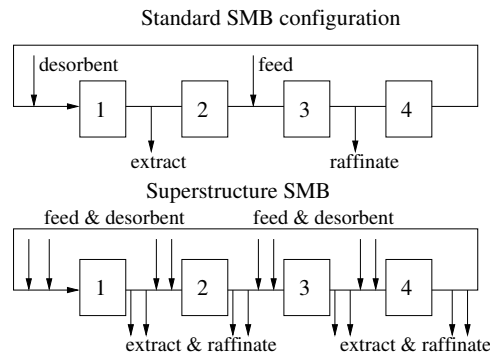 Standard SMB configuration
desorbent
feed
1
2
3
4
extract
raffinate
Superstructure SMB
feed & desorbent
feed & desorbent
1
2
3
4
extract & raffinate
extract & raffinate